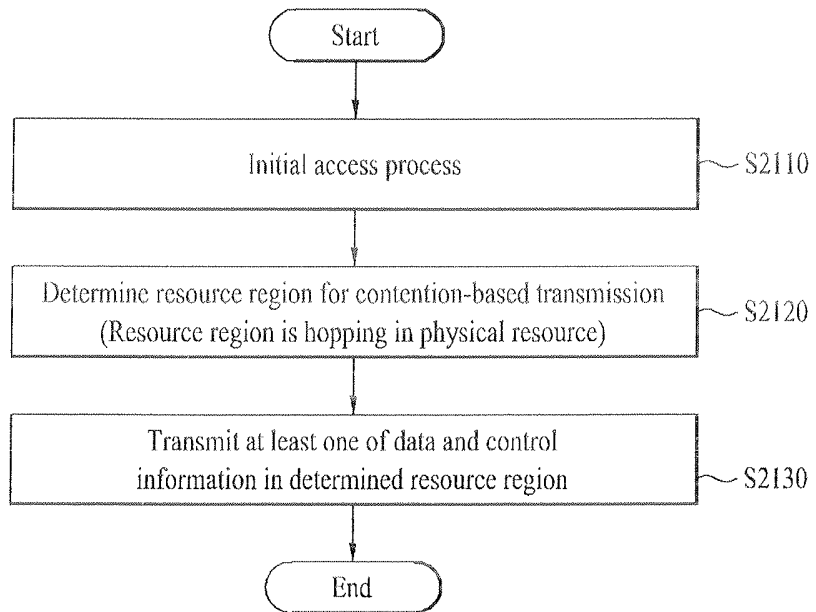 Start
Initial access process
S2110
Determine resource region for contention-based transmission
(Resource region is hopping in physical resource)
S2120
Transmit at least one of data and control
information in determined resource region
S2130
End